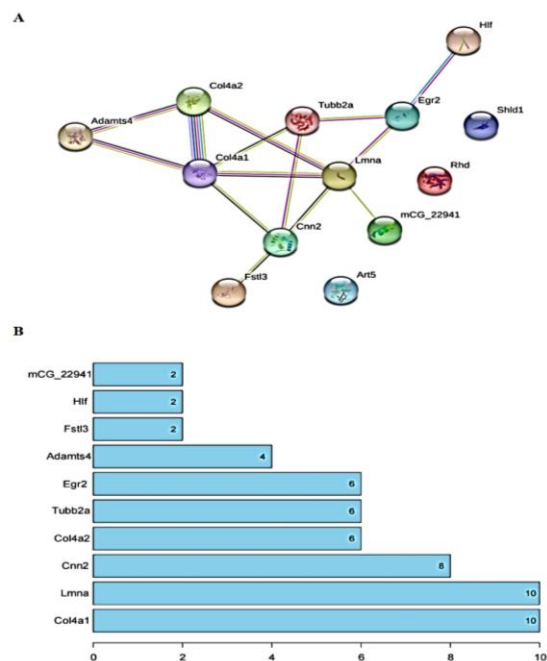 A
Hlf
Col4a2
Egr2
Tubb2a
Shld1
Adamts4
Col4a1
Lmna
Rhd
mCG_22941
Cnn2
Fstl3
Art5
B
mCG_22941 2
Hlf 2
Fstl3 2
Adamts4 4
Egr2 6
Tubb2a 6
Col4a2 6
Cnn2 8
Lmna 10
Col4a1 10
0 2 4 6 8 10